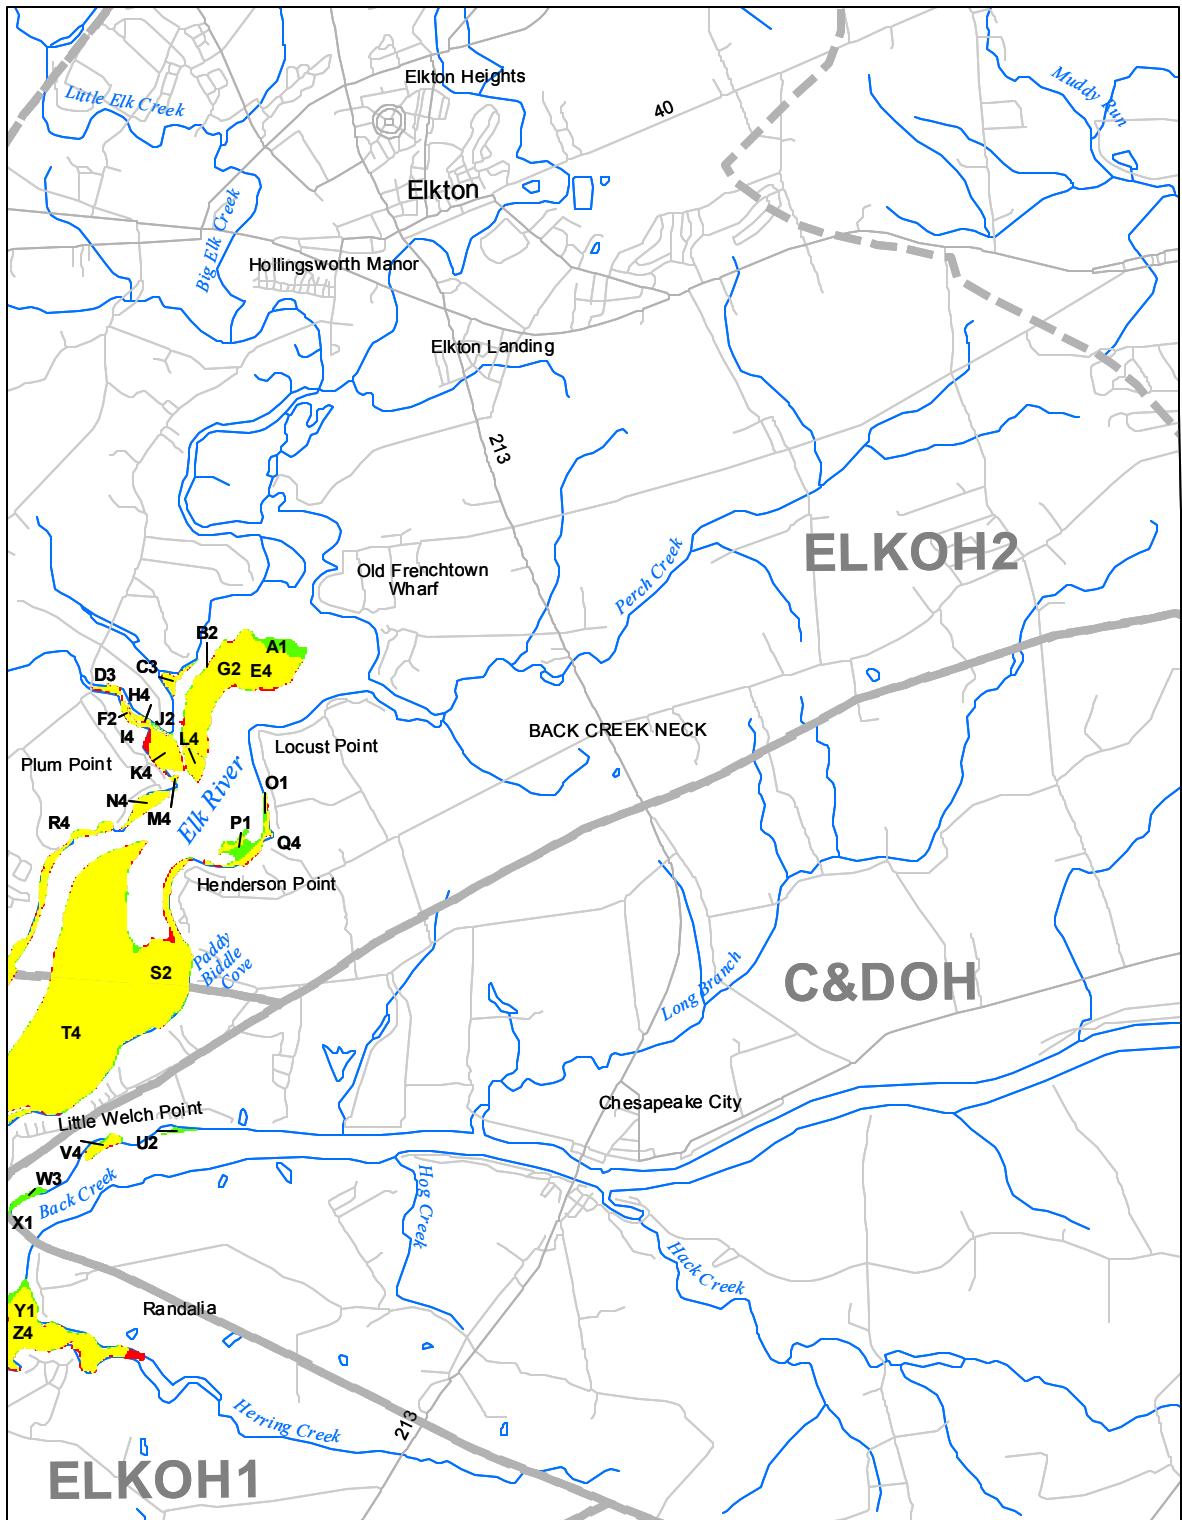 Elkton Heights
Muddy Run
Little Elk Creek
40
Elkton
Big Elk Creek
Hollingsworth Manor
Elkton Landing
213
ELKOH2
Old Frenchtown
Wharf
Perch Creek
B2
A1
C3
G2
E4
D3
H4
F2
J2
I4
L4
BACK CREEK NECK
Locust Point
Plum Point
K4
O1
N4
M4
Elk River
P1
R4
Q4
Henderson Point
Paddy
Biddle
Cove
S2
Long Branch
C&DOH
T4
Little Welch Point
Chesapeake City
U2
V4
W3
Back Creek
X1
Hog Creek
Hack Creek
Y1
Randalia
Z4
Herring Creek
213
ELKOH1